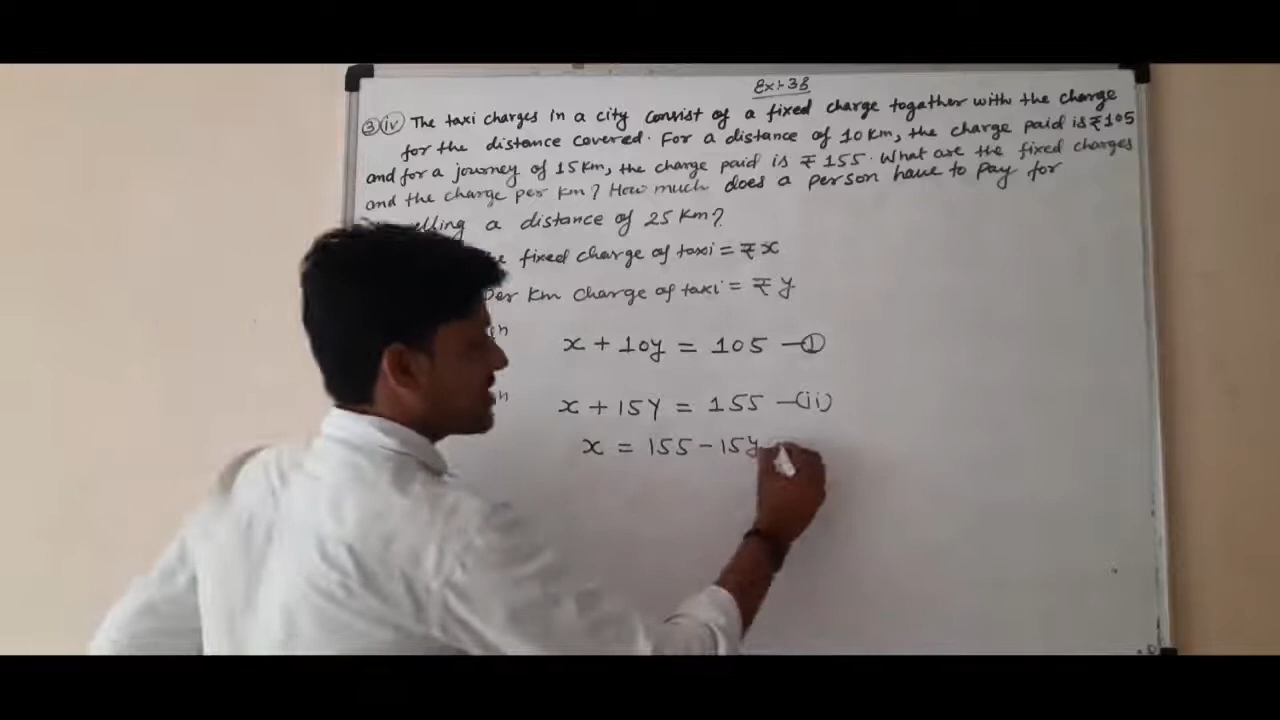 Ex:-3.3
③(iv) The taxi charges in a city consist of a fixed charge together with the charge
for the distance covered. For a distance of 10 Km, the charge paid is ₹105
and for a journey of 15 Km, the charge paid is ₹ 155. What are the fixed charges
and the charge per km? How much does a person have to pay for
elling a distance of 25 Km?
fixed charge of taxi = ₹ x
Per Km charge of taxi = ₹ y
x + 10y = 105 —①
x + 15y = 155 —(ii)
x = 155 - 15y